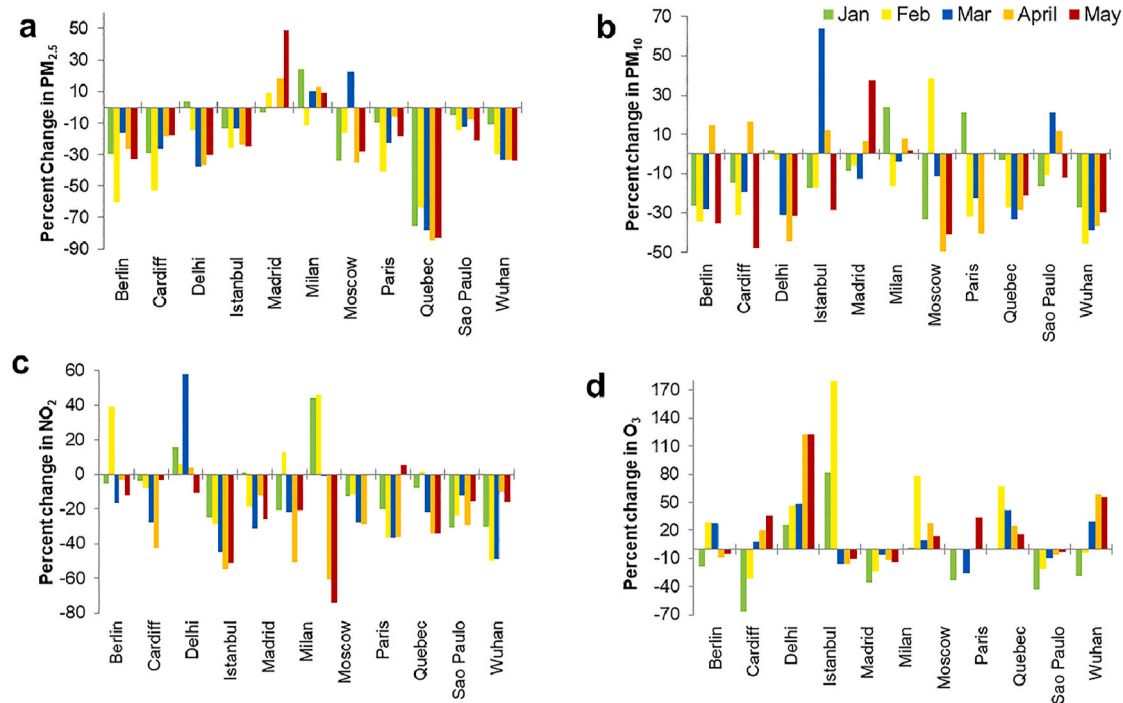 a
Percent Change in PM2.5
50
10
-10
-30
-50
-70
-90
Berlin
Cardiff
Delhi
Istanbul
Madrid
Milan
Moscow
Paris
Quebec
Sao Paulo
Wuhan
b
Jan Feb Mar April May
Percent Change in PM10
70
50
30
10
-10
-30
-50
Berlin
Cardiff
Delhi
Istanbul
Madrid
Milan
Moscow
Paris
Quebec
Sao Paulo
Wuhan
c
Percent change in NO2
60
40
20
0
-20
-40
-60
-80
Berlin
Cardiff
Delhi
Istanbul
Madrid
Milan
Moscow
Paris
Quebec
Sao Paulo
Wuhan
d
Percent change in O3
170
140
110
80
50
20
-10
-40
-70
Berlin
Cardiff
Delhi
Istanbul
Madrid
Milan
Moscow
Paris
Quebec
Sao Paulo
Wuhan